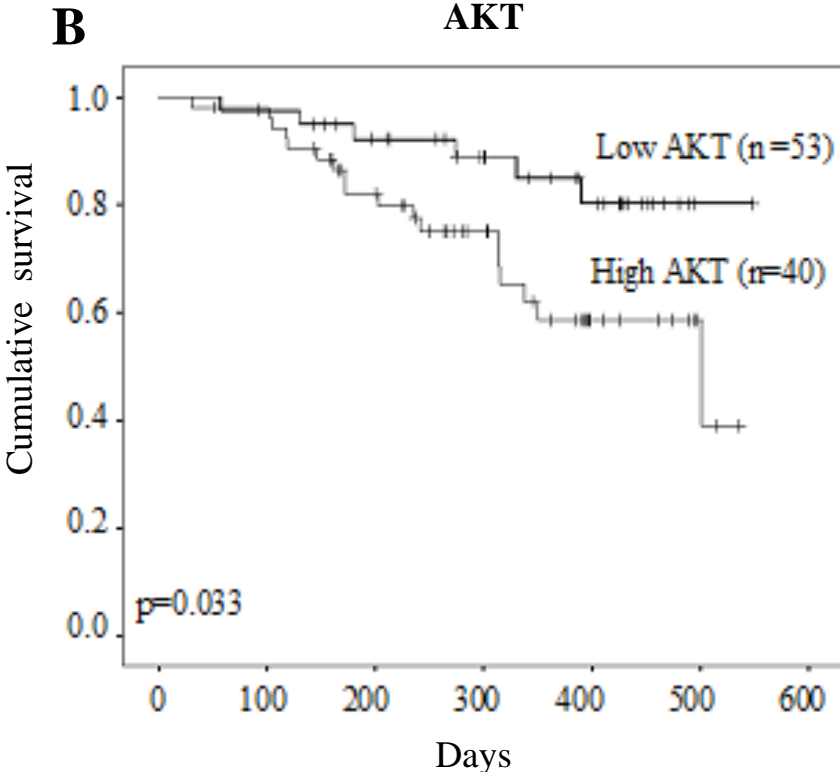 B
AKT
1.0
0.8
0.6
0.4
0.2
0.0
Cumulative survival
Low AKT (n=53)
High AKT (n=40)
p=0.033
0 100 200 300 400 500 600
Days